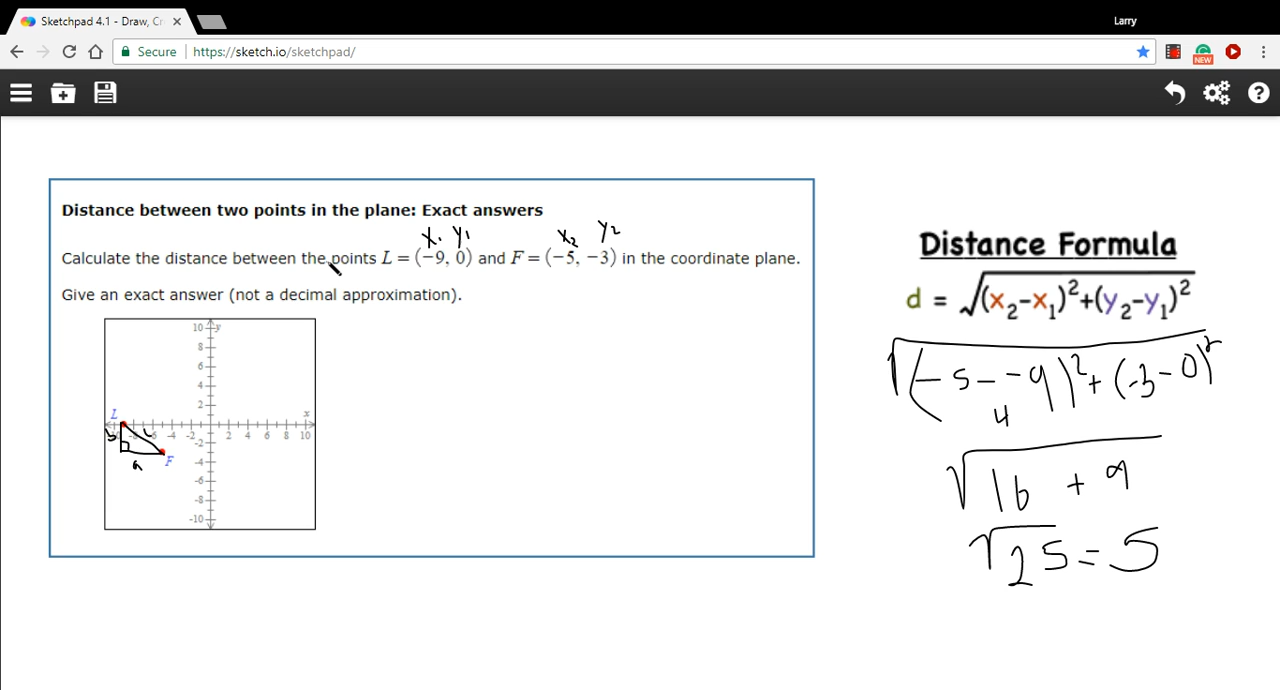 Sketchpad 4.1 - Draw, Cr
Larry
Secure | https://sketch.io/sketchpad/
NEW
Distance between two points in the plane: Exact answers
x₁ y₁ x₂ y₂
Calculate the distance between the points L = (−9, 0) and F = (−5, −3) in the coordinate plane.
Give an exact answer (not a decimal approximation).
10 y
8
6
4
2
L x
-4 -2 2 4 6 8 10
b c
-2
a F
-4
-6
-8
-10
Distance Formula
d = √(x₂-x₁)²+(y₂-y₁)²
√(-5--9)²+(-3-0)²
4
√16 + 9
√25 = 5